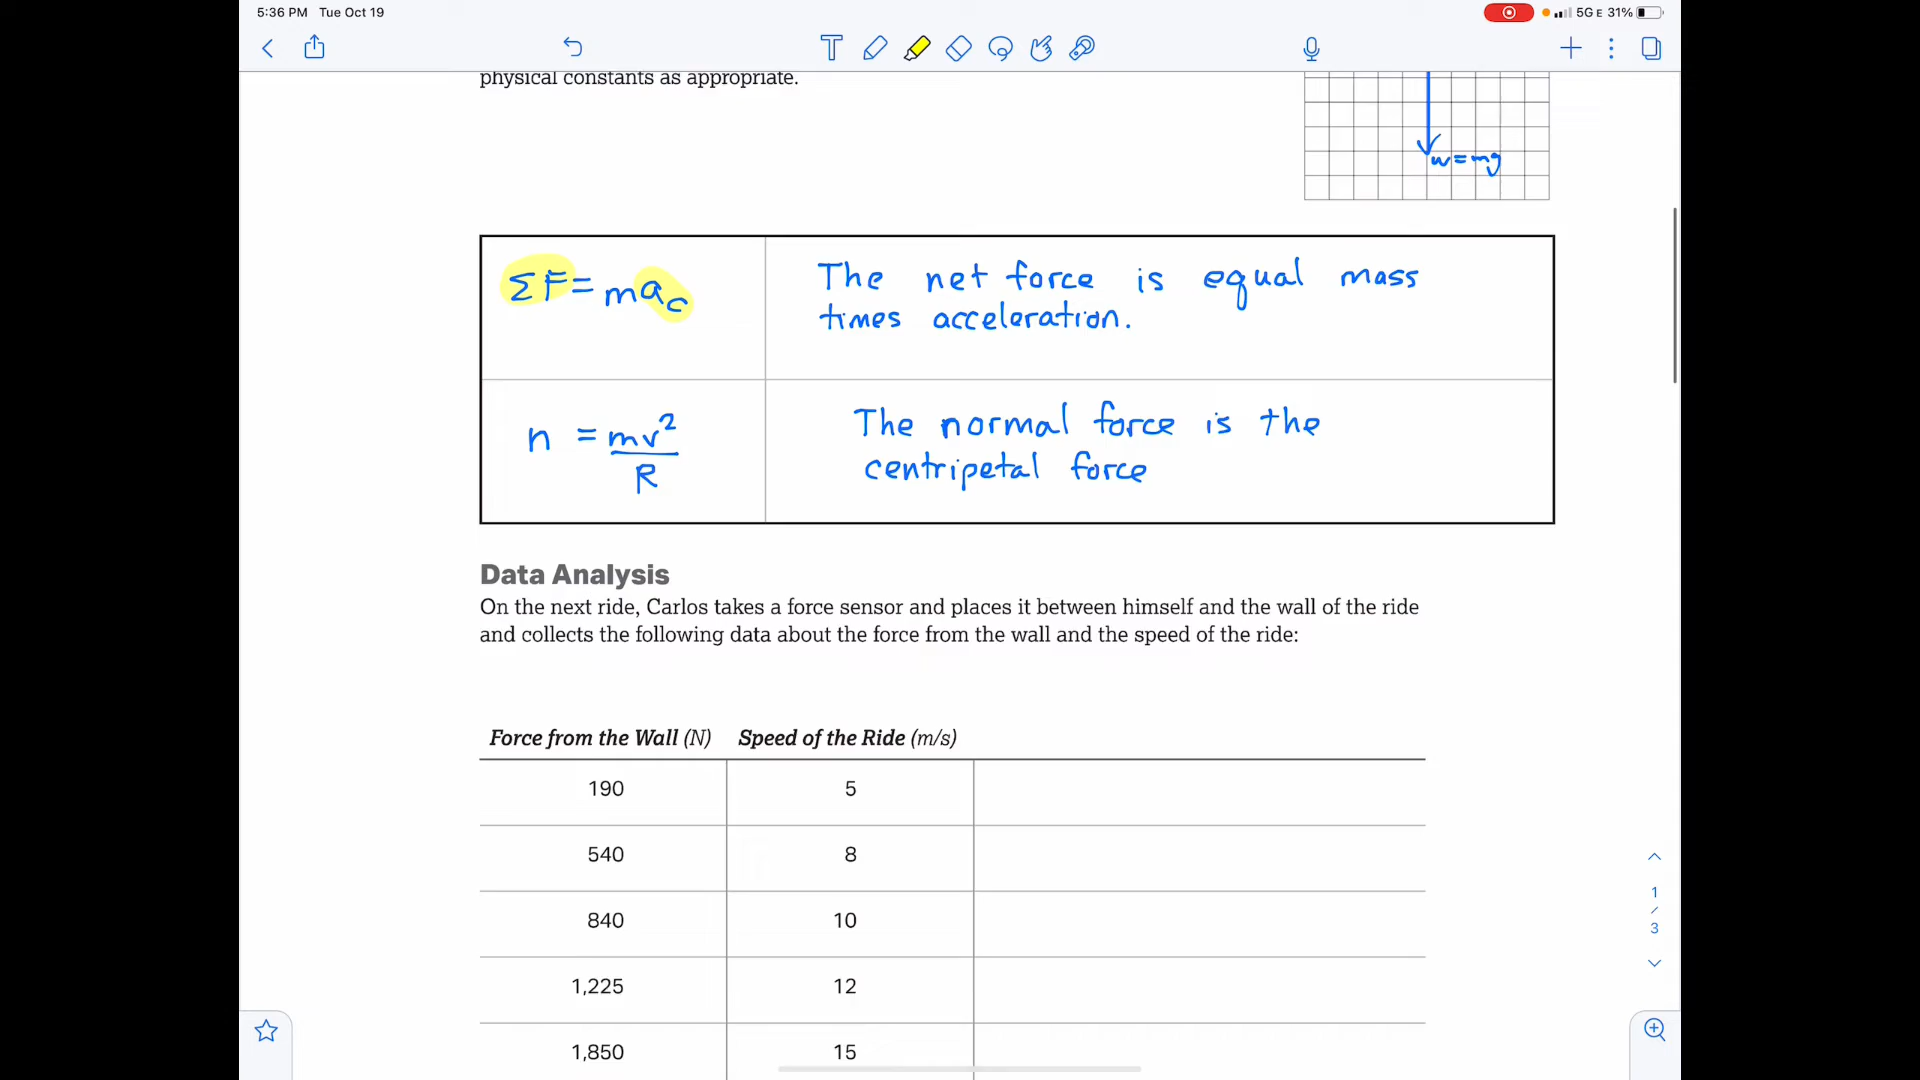 5:36 PM Tue Oct 19
5G E 31%
physical constants as appropriate.
w = mg
ΣF = ma_c
The net force is equal mass
times acceleration.
n = mv²
R
The normal force is the
centripetal force
Data Analysis
On the next ride, Carlos takes a force sensor and places it between himself and the wall of the ride
and collects the following data about the force from the wall and the speed of the ride:
Force from the Wall (N) Speed of the Ride (m/s)
190 5
540 8
840 10
1,225 12
1,850 15
1
/
3